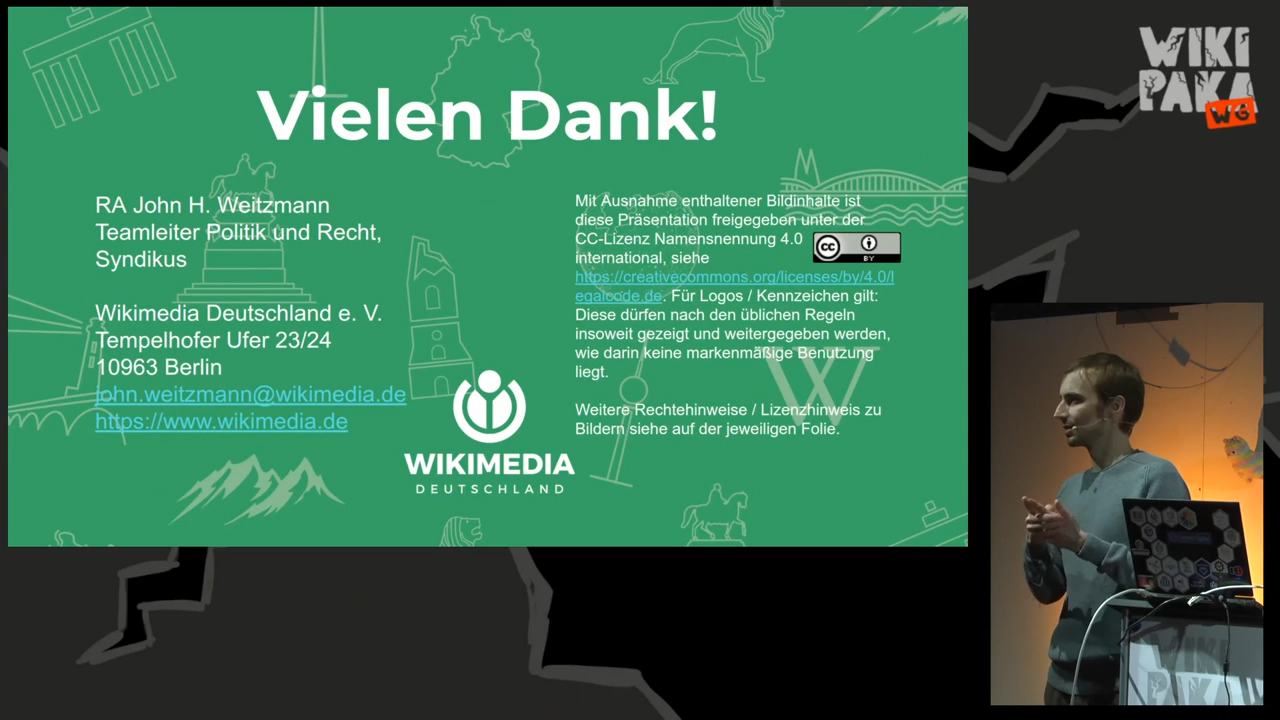 Vielen Dank!
RA John H. Weitzmann
Teamleiter Politik und Recht,
Syndikus
Wikimedia Deutschland e. V.
Tempelhofer Ufer 23/24
10963 Berlin
john.weitzmann@wikimedia.de
https://www.wikimedia.de
Mit Ausnahme enthaltener Bildinhalte ist
diese Präsentation freigegeben unter der
CC-Lizenz Namensnennung 4.0
international, siehe
https://creativecommons.org/licenses/by/4.0/l
egalcode.de. Für Logos / Kennzeichen gilt:
Diese dürfen nach den üblichen Regeln
insoweit gezeigt und weitergegeben werden,
wie darin keine markenmäßige Benutzung
liegt.
Weitere Rechtehinweise / Lizenzhinweis zu
Bildern siehe auf der jeweiligen Folie.
cc
BY
W
WIKIMEDIA
DEUTSCHLAND
WIKI
PAKA
WG
WIKI
PAKA